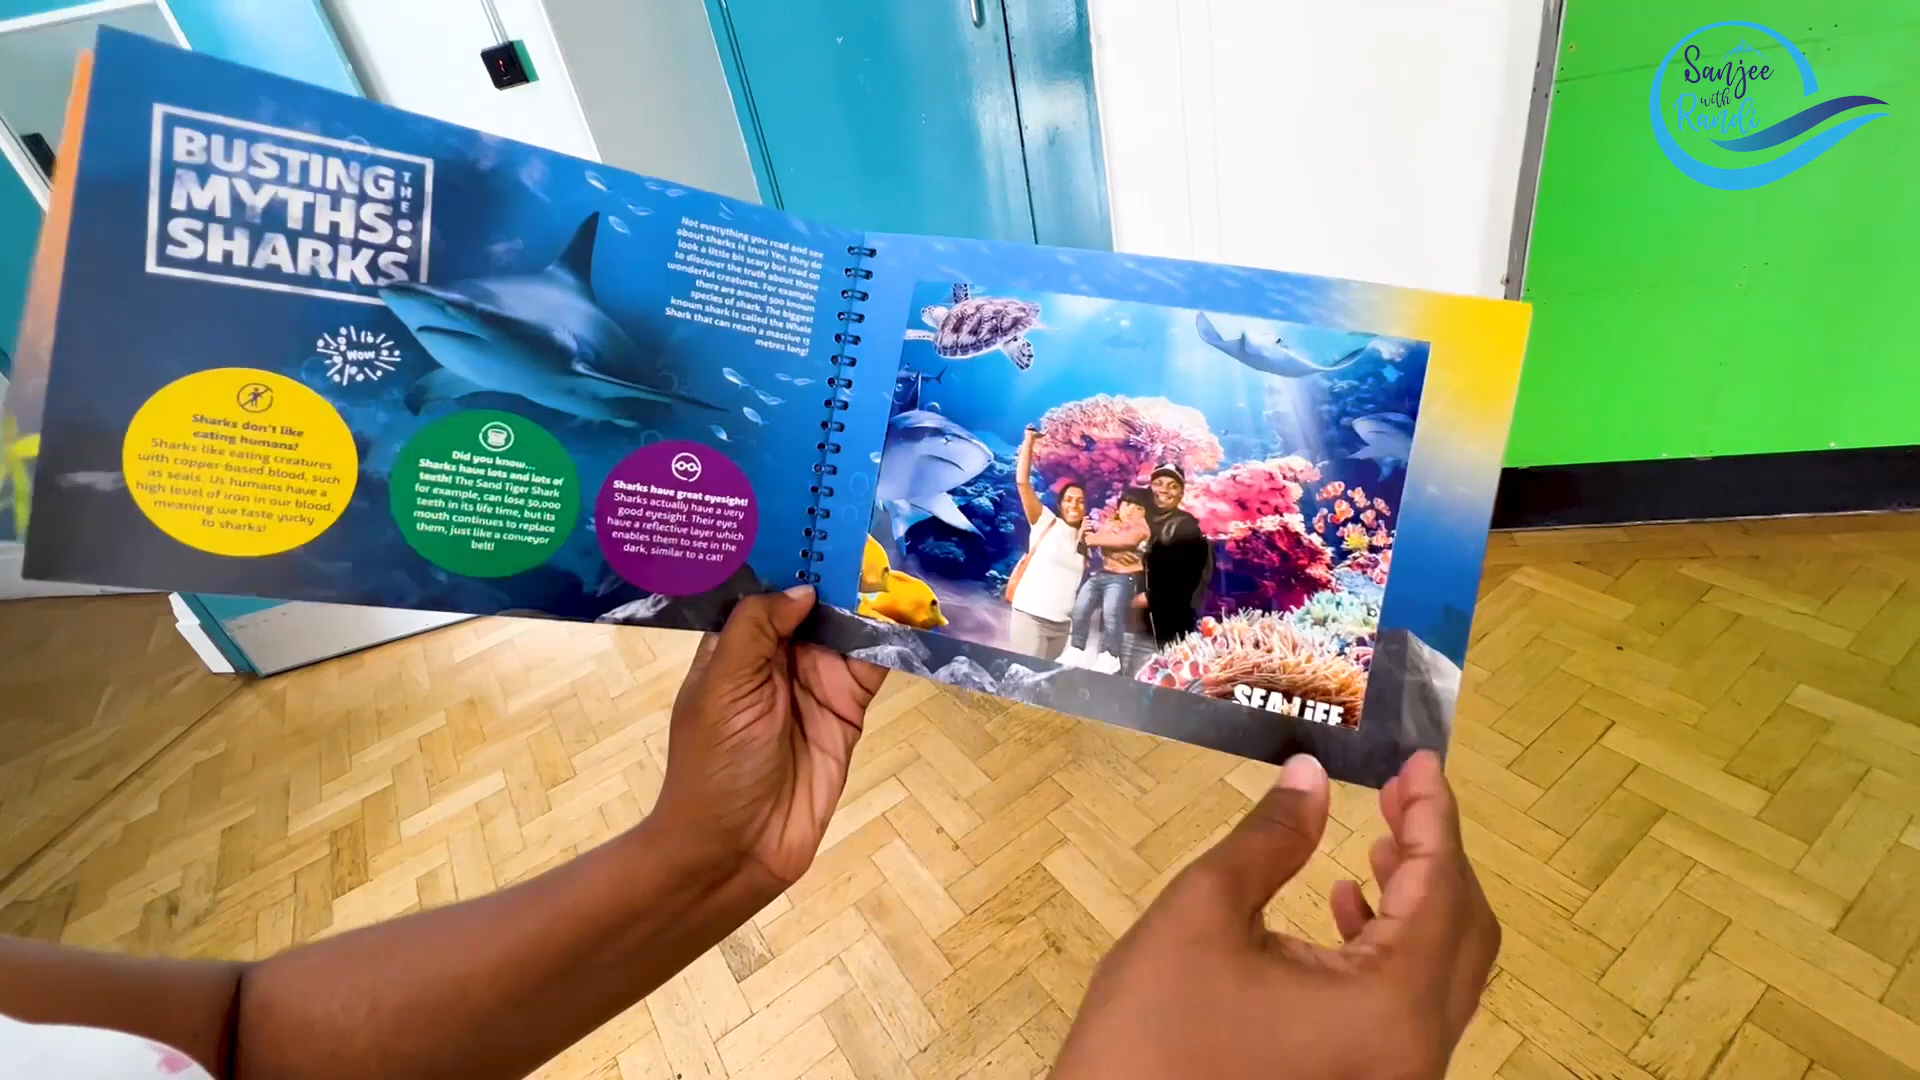 BUSTING
THE
MYTHS:
SHARKS
Not everything you read and see
about sharks is true! Yes, they do
look a little bit scary but read on
to discover the truth about these
wonderful creatures. For example,
there are around 500 known
species of shark. The biggest
known shark is called the Whale
Shark that can reach a massive 13
metres long!
Wow
Sharks don't like
eating humans!
Sharks like eating creatures
with copper-based blood, such
as seals. Us humans have a
high level of iron in our blood,
meaning we taste yucky
to sharks!
Did you know...
Sharks have lots and lots of
teeth! The Sand Tiger Shark
for example, can lose 30,000
teeth in its life time, but its
mouth continues to replace
them, just like a conveyor
belt!
Sharks have great eyesight!
Sharks actually have a very
good eyesight. Their eyes
have a reflective layer which
enables them to see in the
dark, similar to a cat!
SEA LiFE
Sanjee
with
Randi